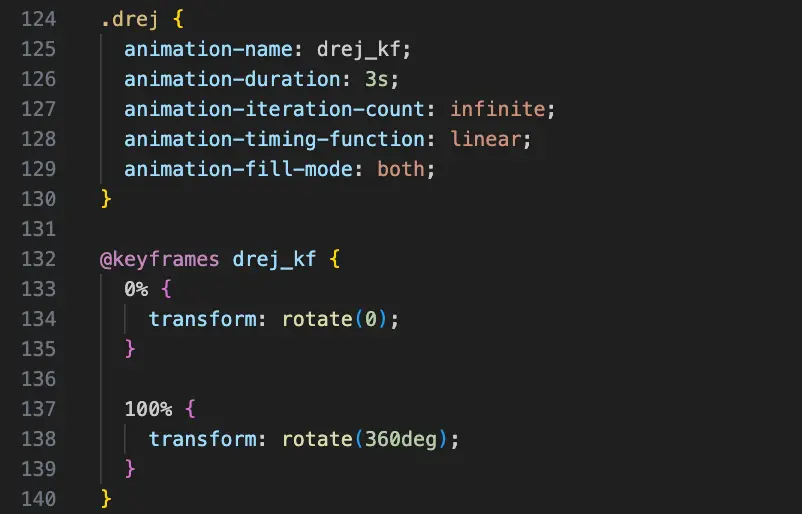 124 .drej {
125 animation-name: drej_kf;
126 animation-duration: 3s;
127 animation-iteration-count: infinite;
128 animation-timing-function: linear;
129 animation-fill-mode: both;
130 }
131
132 @keyframes drej_kf {
133 0% {
134 transform: rotate(0);
135 }
136
137 100% {
138 transform: rotate(360deg);
139 }
140 }